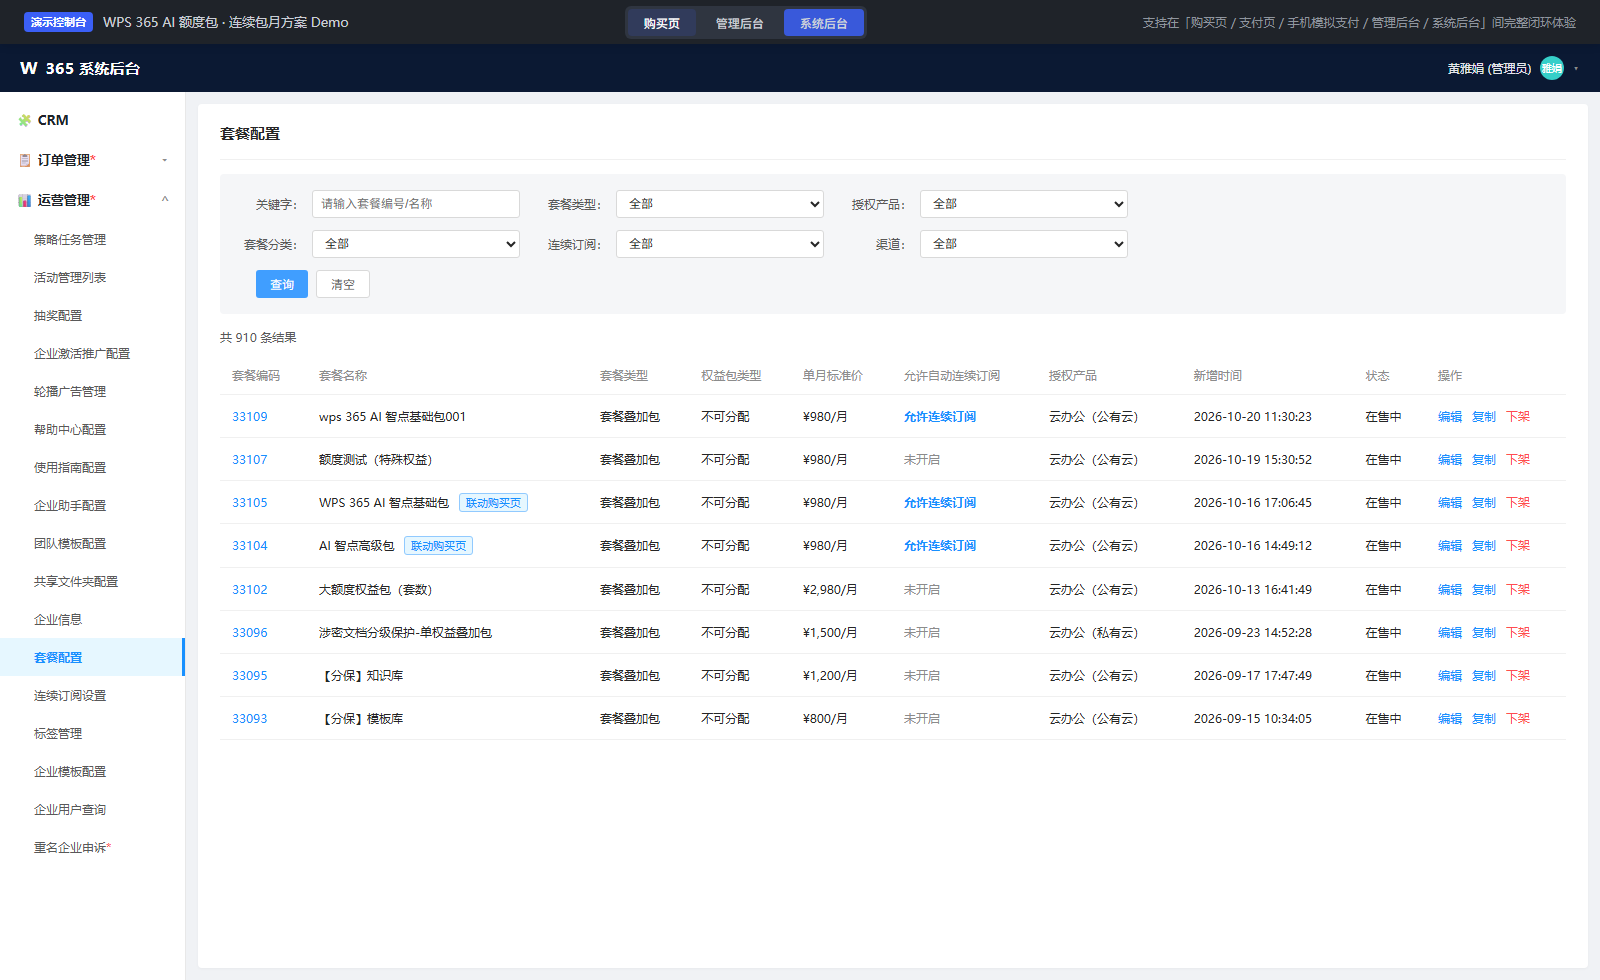 演示控制台 WPS 365 AI 额度包 · 连续包月方案 Demo 购买页 管理后台 系统后台 支持在「购买页 / 支付页 / 手机模拟支付 / 管理后台 / 系统后台」间完整闭环体验
W 365 系统后台 黄雅娟 (管理员) 雅娟
CRM
订单管理*
运营管理*
策略任务管理
活动管理列表
抽奖配置
企业激活推广配置
轮播广告管理
帮助中心配置
使用指南配置
企业助手配置
团队模板配置
共享文件夹配置
企业信息
套餐配置
连续订阅设置
标签管理
企业模板配置
企业用户查询
重名企业申诉*
套餐配置
关键字: 请输入套餐编号/名称 套餐类型: 全部 授权产品: 全部
套餐分类: 全部 连续订阅: 全部 渠道: 全部
查询 清空
共 910 条结果
套餐编码 套餐名称 套餐类型 权益包类型 单月标准价 允许自动连续订阅 授权产品 新增时间 状态 操作
33109 wps 365 AI 智点基础包001 套餐叠加包 不可分配 ¥980/月 允许连续订阅 云办公（公有云） 2026-10-20 11:30:23 在售中 编辑 复制 下架
33107 额度测试（特殊权益） 套餐叠加包 不可分配 ¥980/月 未开启 云办公（公有云） 2026-10-19 15:30:52 在售中 编辑 复制 下架
33105 WPS 365 AI 智点基础包 联动购买页 套餐叠加包 不可分配 ¥980/月 允许连续订阅 云办公（公有云） 2026-10-16 17:06:45 在售中 编辑 复制 下架
33104 AI 智点高级包 联动购买页 套餐叠加包 不可分配 ¥980/月 允许连续订阅 云办公（公有云） 2026-10-16 14:49:12 在售中 编辑 复制 下架
33102 大额度权益包（套数） 套餐叠加包 不可分配 ¥2,980/月 未开启 云办公（公有云） 2026-10-13 16:41:49 在售中 编辑 复制 下架
33096 涉密文档分级保护-单权益叠加包 套餐叠加包 不可分配 ¥1,500/月 未开启 云办公（私有云） 2026-09-23 14:52:28 在售中 编辑 复制 下架
33095 【分保】知识库 套餐叠加包 不可分配 ¥1,200/月 未开启 云办公（公有云） 2026-09-17 17:47:49 在售中 编辑 复制 下架
33093 【分保】模板库 套餐叠加包 不可分配 ¥800/月 未开启 云办公（公有云） 2026-09-15 10:34:05 在售中 编辑 复制 下架